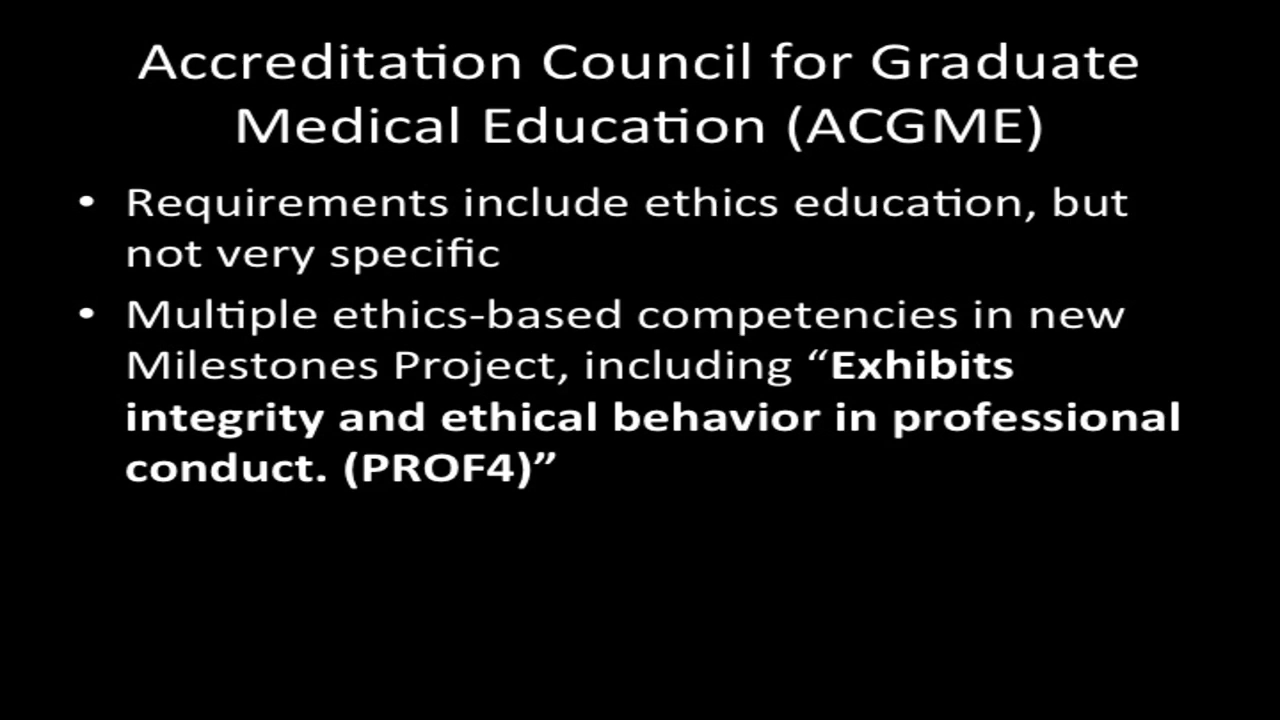 Accreditation Council for Graduate
Medical Education (ACGME)
• Requirements include ethics education, but
not very specific
• Multiple ethics-based competencies in new
Milestones Project, including “Exhibits
integrity and ethical behavior in professional
conduct. (PROF4)”